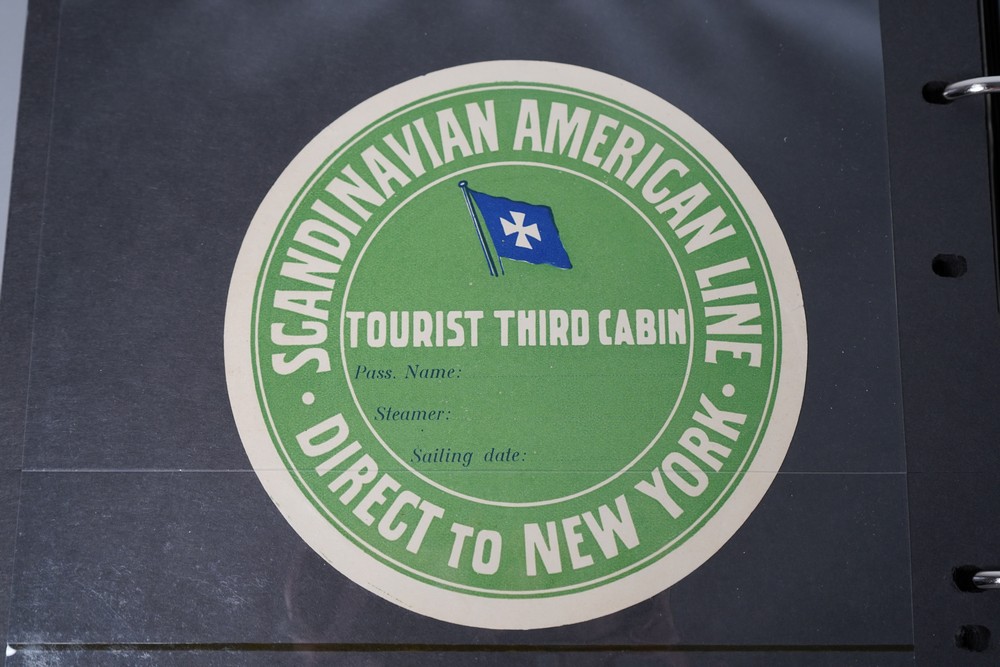 SCANDINAVIAN AMERICAN LINE
TOURIST THIRD CABIN
Pass. Name:
Steamer:
Sailing date:
• DIRECT TO NEW YORK •